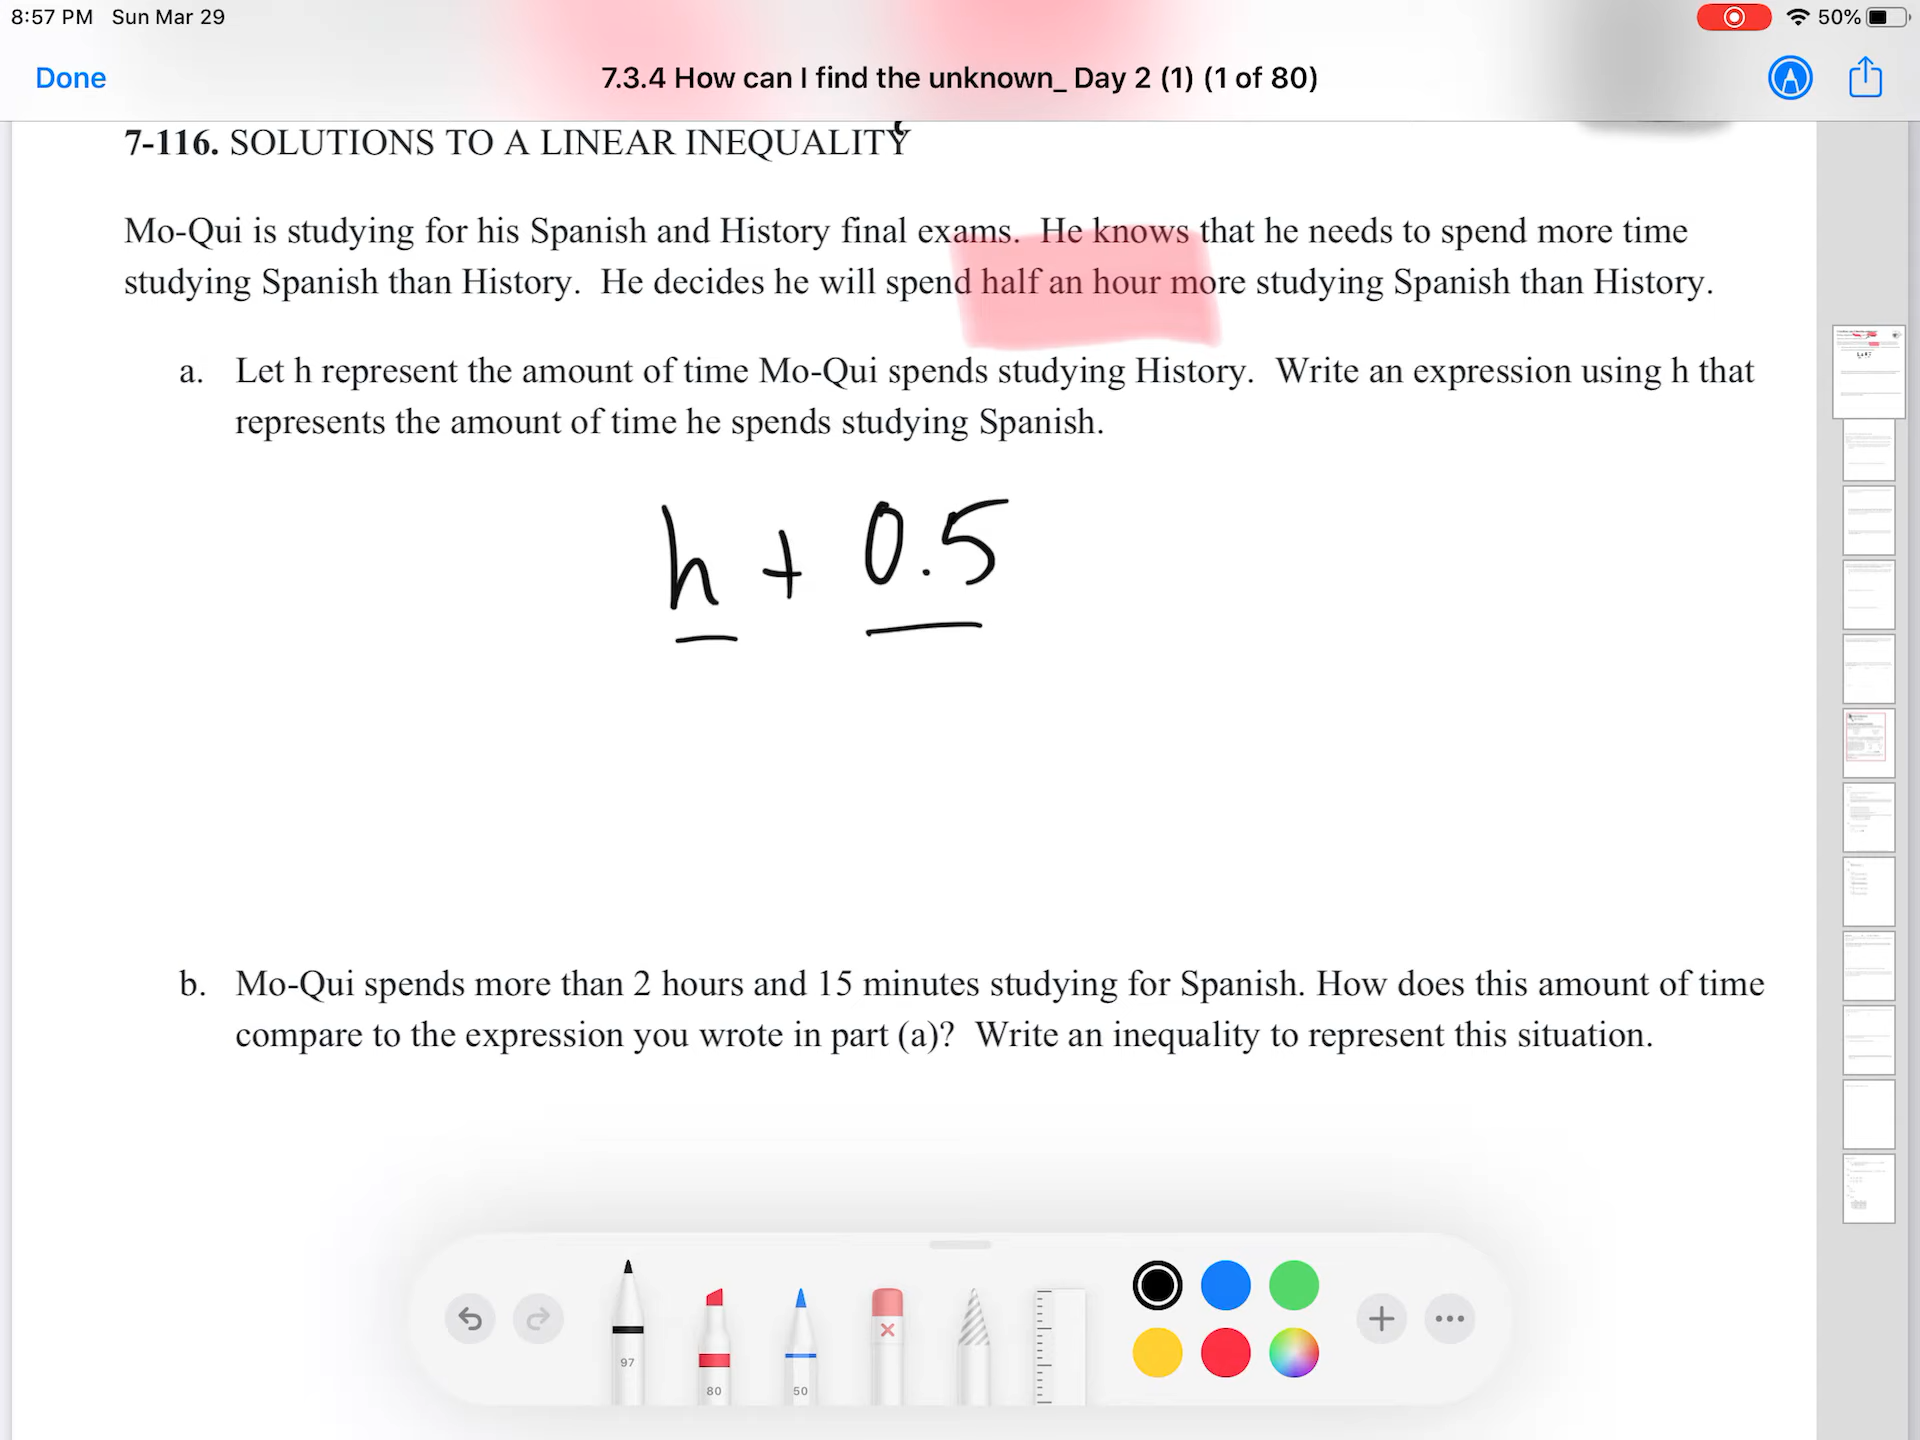 8:57 PM Sun Mar 29
50%
Done
7.3.4 How can I find the unknown_ Day 2 (1) (1 of 80)
7-116. SOLUTIONS TO A LINEAR INEQUALITY
Mo-Qui is studying for his Spanish and History final exams. He knows that he needs to spend more time
studying Spanish than History. He decides he will spend half an hour more studying Spanish than History.
a. Let h represent the amount of time Mo-Qui spends studying History. Write an expression using h that
represents the amount of time he spends studying Spanish.
h + 0.5
b. Mo-Qui spends more than 2 hours and 15 minutes studying for Spanish. How does this amount of time
compare to the expression you wrote in part (a)? Write an inequality to represent this situation.
97
80
50